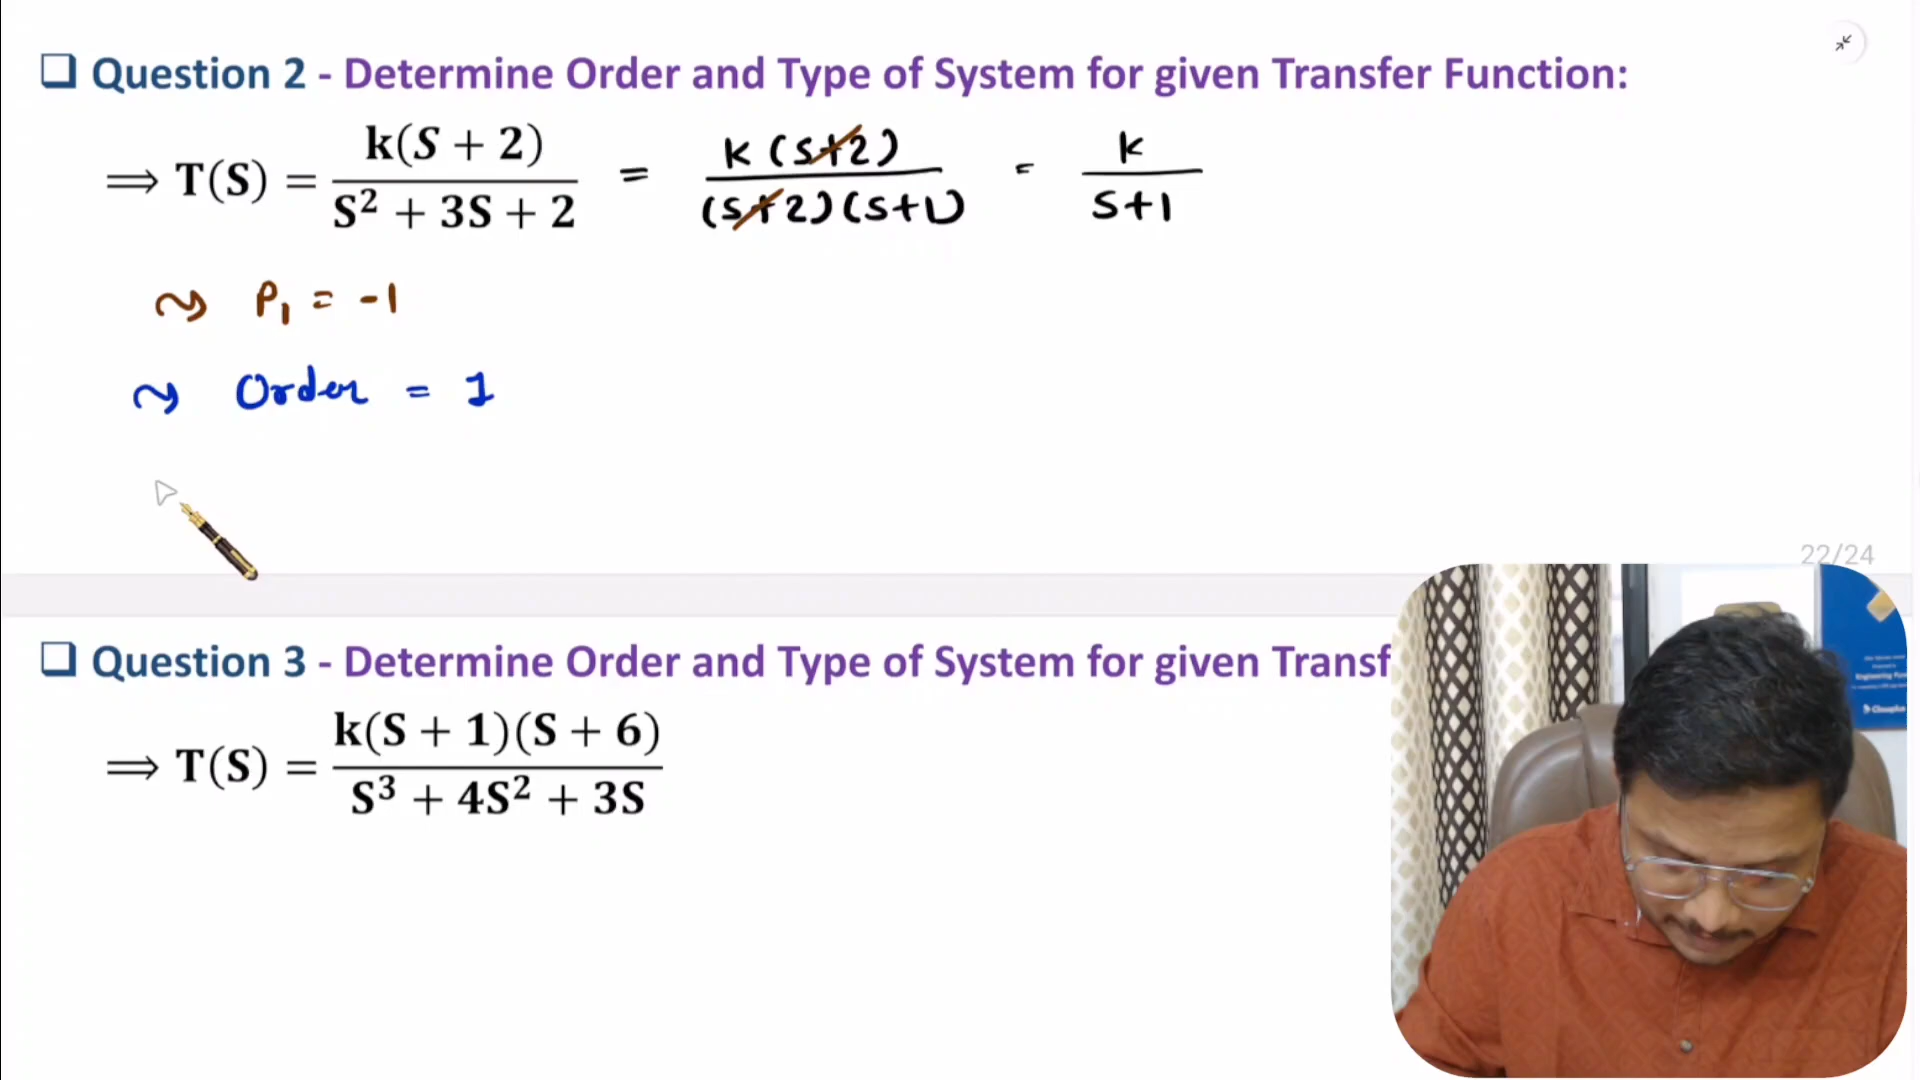 ❑ Question 2 - Determine Order and Type of System for given Transfer Function:
⟹ T(S) = k(S + 2) / S² + 3S + 2 = k (s+2) / (s+2)(s+1) = k / s+1
P₁ = -1
Order = 1
22/24
❑ Question 3 - Determine Order and Type of System for given Transf
⟹ T(S) = k(S + 1)(S + 6) / S³ + 4S² + 3S